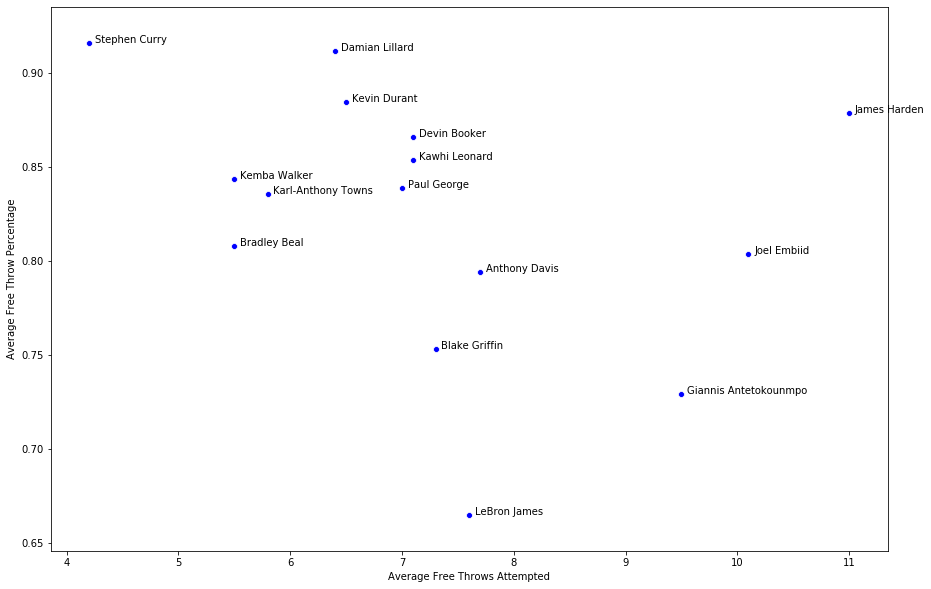 Stephen Curry
Damian Lillard
0.90
Kevin Durant
James Harden
Devin Booker
Kawhi Leonard
0.85
Kemba Walker
Paul George
Karl-Anthony Towns
Bradley Beal
0.80
Joel Embiid
Anthony Davis
Average Free Throw Percentage
0.75
Blake Griffin
Giannis Antetokounmpo
0.70
LeBron James
0.65
4 5 6 7 8 9 10 11
Average Free Throws Attempted